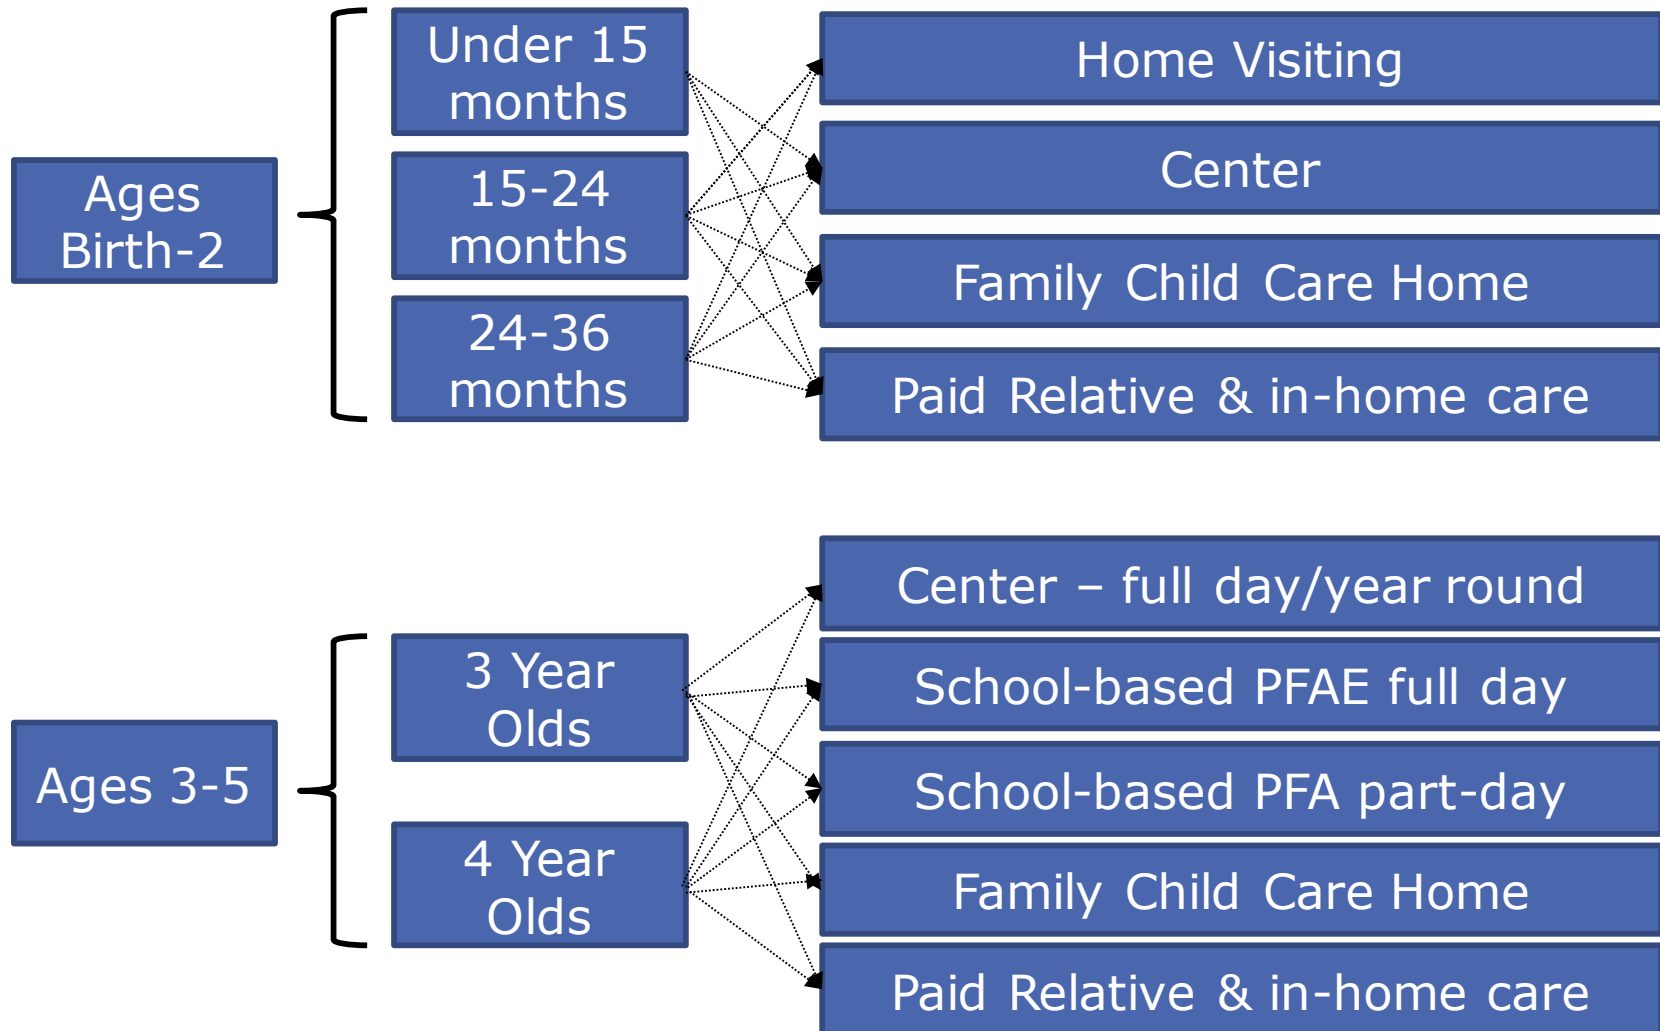 Ages
Birth-2
Under 15
months
15-24
months
24-36
months
Home Visiting
Center
Family Child Care Home
Paid Relative & in-home care
Ages 3-5
3 Year
Olds
4 Year
Olds
Center – full day/year round
School-based PFAE full day
School-based PFA part-day
Family Child Care Home
Paid Relative & in-home care